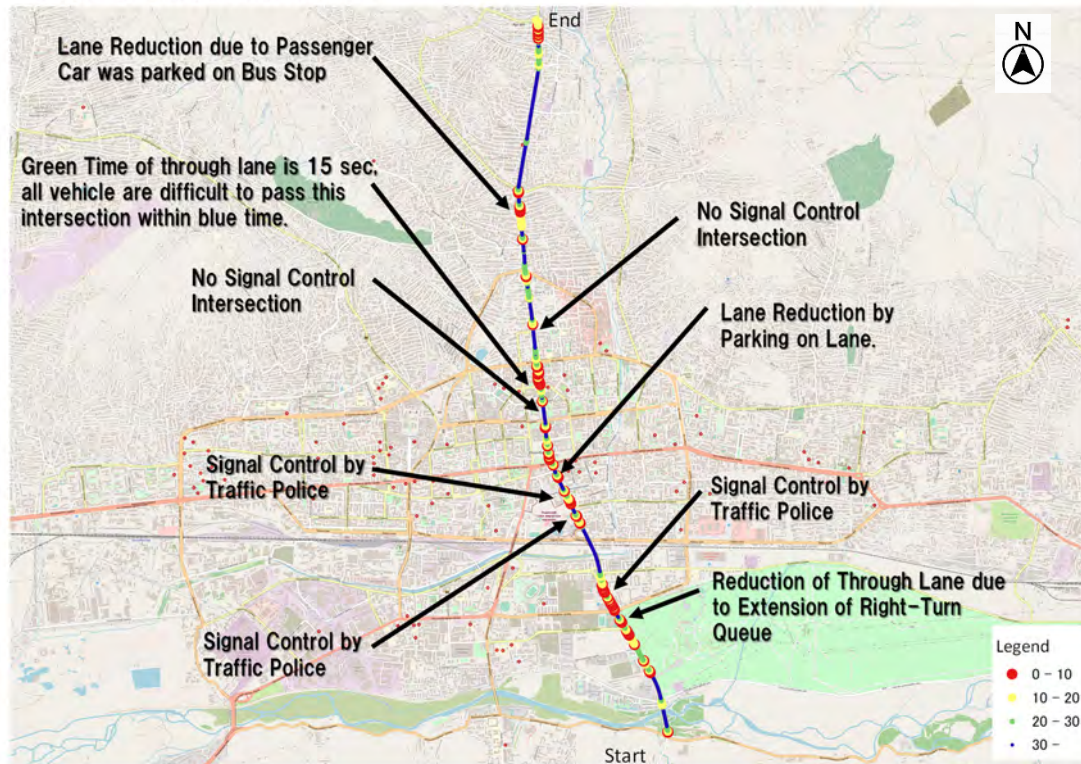 End
N
Lane Reduction due to Passenger
Car was parked on Bus Stop
Green Time of through lane is 15 sec,
all vehicle are difficult to pass this
intersection within blue time.
No Signal Control
Intersection
No Signal Control
Intersection
Lane Reduction by
Parking on Lane.
Signal Control by
Traffic Police
Signal Control by
Traffic Police
Reduction of Through Lane due
to Extension of Right-Turn
Queue
Signal Control by
Traffic Police
Legend
0 - 10
10 - 20
20 - 30
30 -
Start